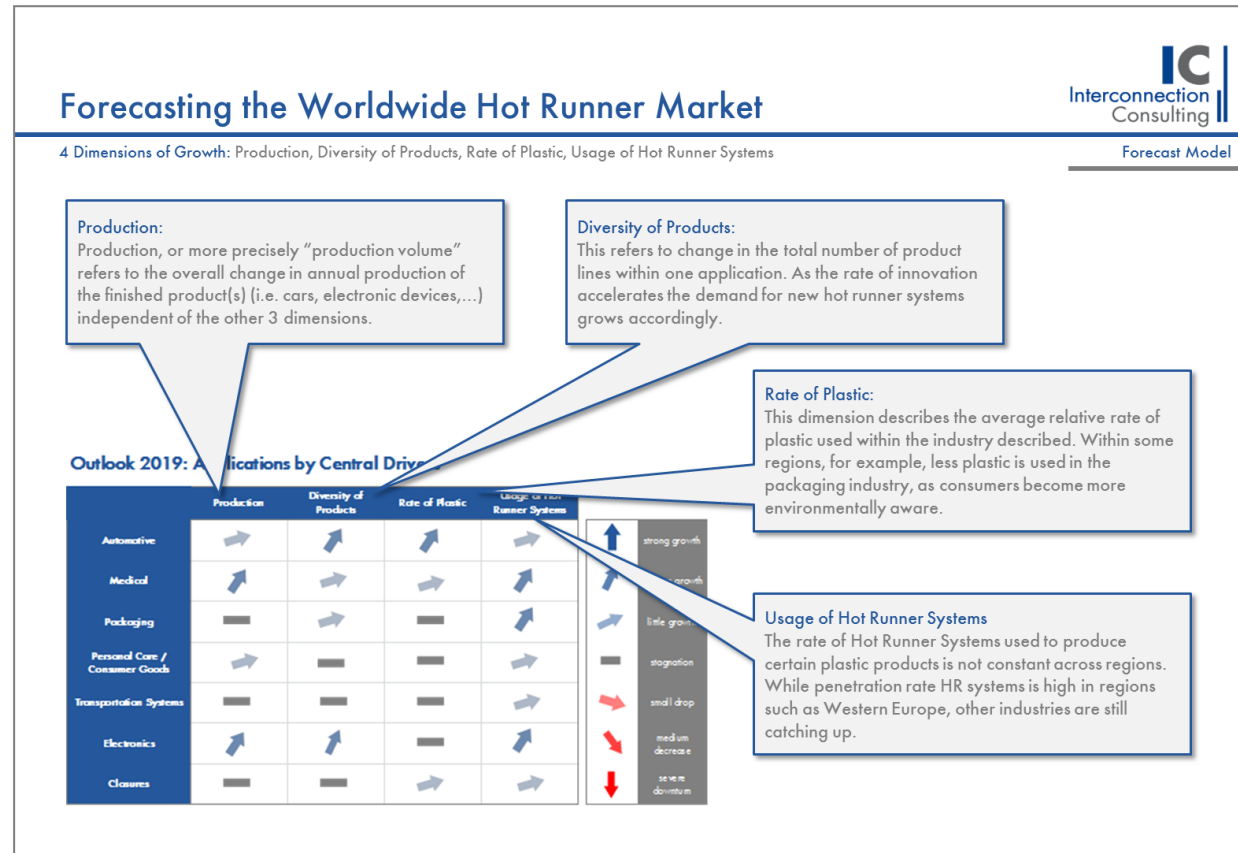 IC
Interconnection
Consulting
Forecasting the Worldwide Hot Runner Market
4 Dimensions of Growth: Production, Diversity of Products, Rate of Plastic, Usage of Hot Runner Systems
Forecast Model
Production:
Production, or more precisely “production volume”
refers to the overall change in annual production of
the finished product(s) (i.e. cars, electronic devices,...)
independent of the other 3 dimensions.
Diversity of Products:
This refers to change in the total number of product
lines within one application. As the rate of innovation
accelerates the demand for new hot runner systems
grows accordingly.
Rate of Plastic:
This dimension describes the average relative rate of
plastic used within the industry described. Within some
regions, for example, less plastic is used in the
packaging industry, as consumers become more
environmentally aware.
Usage of Hot Runner Systems
The rate of Hot Runner Systems used to produce
certain plastic products is not constant across regions.
While penetration rate HR systems is high in regions
such as Western Europe, other industries are still
catching up.
Outlook 2019: by Central
Production
Diversity of
Products
Rate of Plastic
Usage of Hot
Runner Systems
Automotive
Medical
Packaging
Personal Care /
Consumer Goods
Transportation Systems
Electronics
Closures
strong growth
growth
little
stagnation
small drop
medium
decrease
severe
downturn